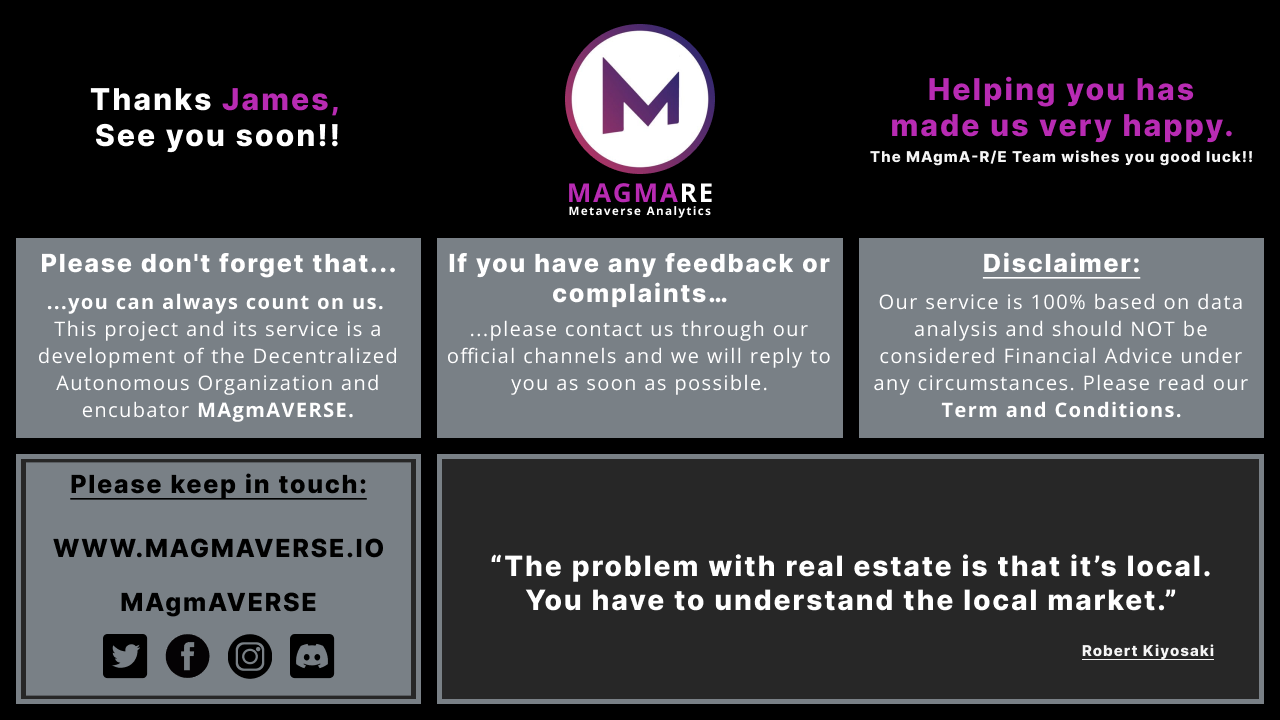 Thanks James,
See you soon!!
M
MAGMARE
Metaverse Analytics
Helping you has
made us very happy.
The MAgmA-R/E Team wishes you good luck!!
Please don't forget that...
...you can always count on us.
This project and its service is a
development of the Decentralized
Autonomous Organization and
encubator MAgmAVERSE.
If you have any feedback or
complaints…
...please contact us through our
official channels and we will reply to
you as soon as possible.
Disclaimer:
Our service is 100% based on data
analysis and should NOT be
considered Financial Advice under
any circumstances. Please read our
Term and Conditions.
Please keep in touch:
WWW.MAGMAVERSE.IO
MAgmAVERSE
“The problem with real estate is that it’s local.
You have to understand the local market.”
Robert Kiyosaki